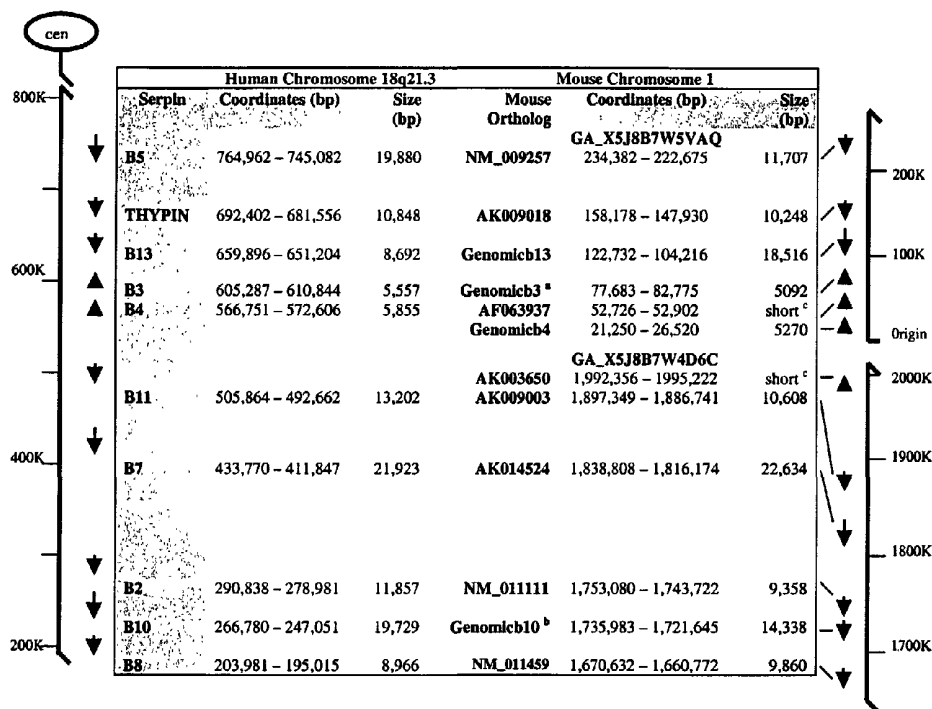 cen
Human Chromosome 18q21.3 Mouse Chromosome 1
800K Serpin Coordinates (bp) Size Mouse Coordinates (bp) Size
(bp) Ortholog (bp)
GA_X5J8B7W5VAQ
B5 764,962 – 745,082 19,880 NM_009257 234,382 – 222,675 11,707
200K
THYPIN 692,402 – 681,556 10,848 AK009018 158,178 – 147,930 10,248
B13 659,896 – 651,204 8,692 Genomicb13 122,732 – 104,216 18,516 100K
600K
B3 605,287 – 610,844 5,557 Genomicb3 a 77,683 – 82,775 5092
B4 566,751 – 572,606 5,855 AF063937 52,726 – 52,902 short c
Genomicb4 21,250 – 26,520 5270 Origin
GA_X5J8B7W4D6C
AK003650 1,992,356 – 1995,222 short c 2000K
B11 505,864 – 492,662 13,202 AK009003 1,897,349 – 1,886,741 10,608
400K 1900K
B7 433,770 – 411,847 21,923 AK014524 1,838,808 – 1,816,174 22,634
1800K
B2 290,838 – 278,981 11,857 NM_011111 1,753,080 – 1,743,722 9,358
B10 266,780 – 247,051 19,729 Genomicb10 b 1,735,983 – 1,721,645 14,338
200K 1700K
B8 203,981 – 195,015 8,966 NM_011459 1,670,632 – 1,660,772 9,860